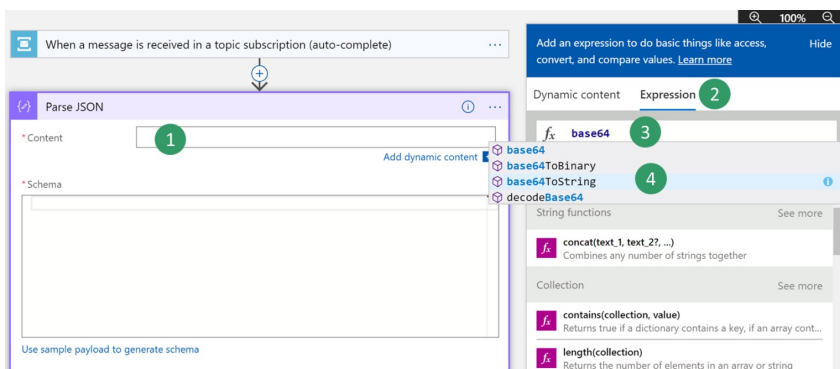 100%
When a message is received in a topic subscription (auto-complete)
...
Add an expression to do basic things like access,
convert, and compare values. Learn more
Hide
{/} Parse JSON
...
* Content
1
Add dynamic content
* Schema
Use sample payload to generate schema
Dynamic content Expression 2
fx base64 3
base64
base64ToBinary
base64ToString 4
decodeBase64
String functions See more
fx concat(text_1, text_2?, ...)
Combines any number of strings together
Collection See more
fx contains(collection, value)
Returns true if a dictionary contains a key, if an array cont...
fx length(collection)
Returns the number of elements in an array or string